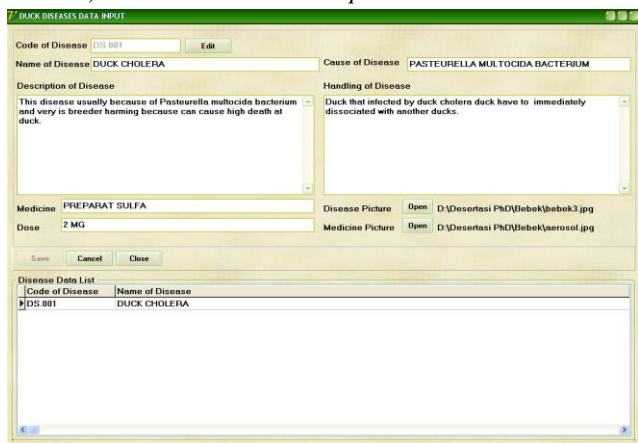 DUCK DISEASES DATA INPUT
Code of Disease DS.001 Edit
Name of Disease DUCK CHOLERA
Cause of Disease PASTEURELLA MULTOCIDA BACTERIUM
Description of Disease
This disease usually because of Pasteurella multocida bacterium
and very is breeder harming because can cause high death at
duck.
Handling of Disease
Duck that infected by duck cholera duck have to immediately
dissociated with another ducks.
Medicine PREPARAT SULFA
Dose 2 MG
Disease Picture Open D:\Desertasi PhD\Bebek\bebek3.jpg
Medicine Picture Open D:\Desertasi PhD\Bebek\aerosol.jpg
Save Cancel Close
Disease Data List
Code of Disease Name of Disease
DS.001 DUCK CHOLERA